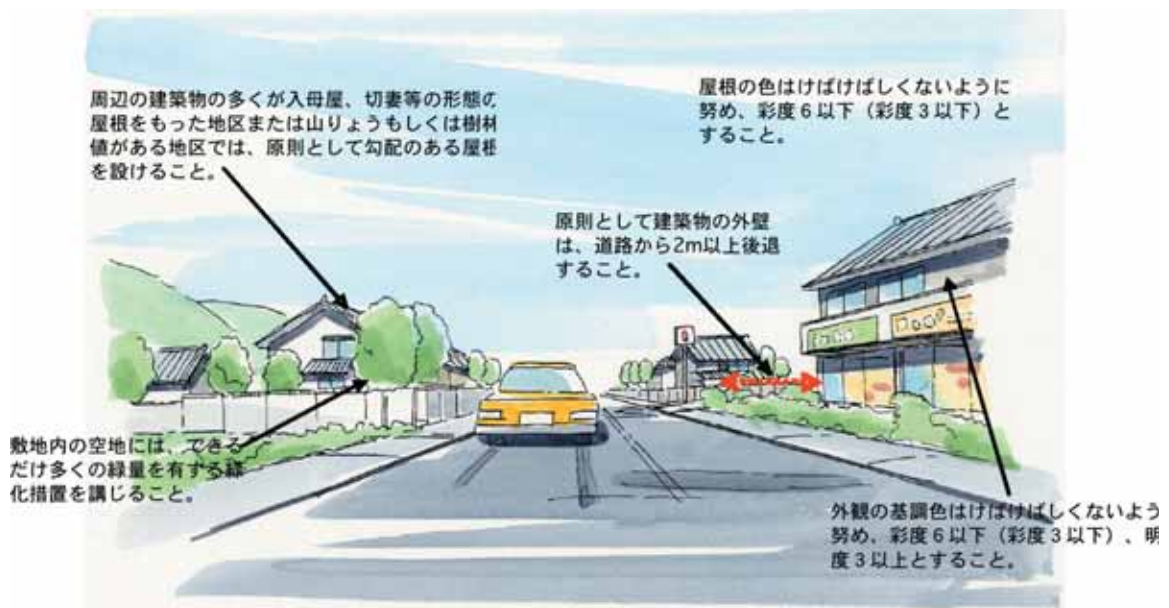 周辺の建築物の多くが入母屋、切妻等の形態の
屋根をもった地区または山りょうもしくは樹林
値がある地区では、原則として勾配のある屋根
を設けること。
屋根の色はけばけばしくないように
努め、彩度6以下（彩度3以下）と
すること。
原則として建築物の外壁
は、道路から2m以上後退
すること。
敷地内の空地には、できる
だけ多くの緑量を有する緑
化措置を講じること。
外観の基調色はけばけばしくないよう
努め、彩度6以下（彩度3以下）、明
度3以上とすること。